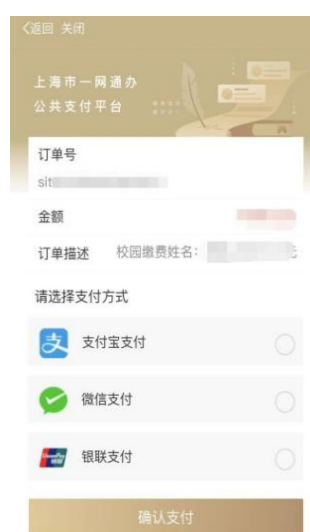 返回 关闭
上海市一网通办
公共支付平台
订单号
sit
金额
订单描述 校园缴费姓名: 元
请选择支付方式
支付宝支付
微信支付
银联支付
确认支付